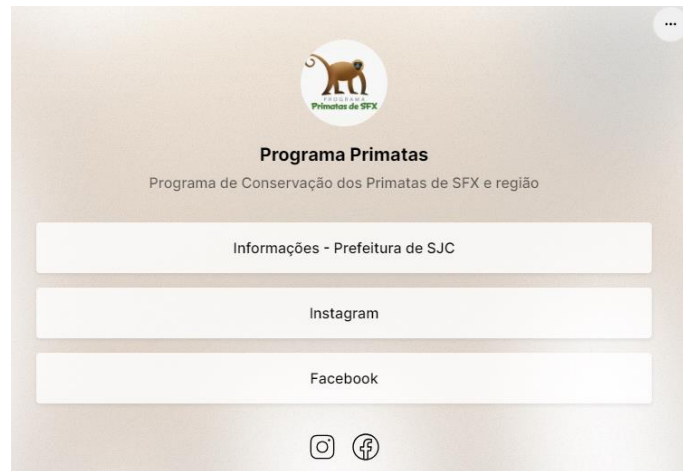 PROGRAMA
Primatas de SFX
Programa Primatas
Programa de Conservação dos Primatas de SFX e região
Informações - Prefeitura de SJC
Instagram
Facebook